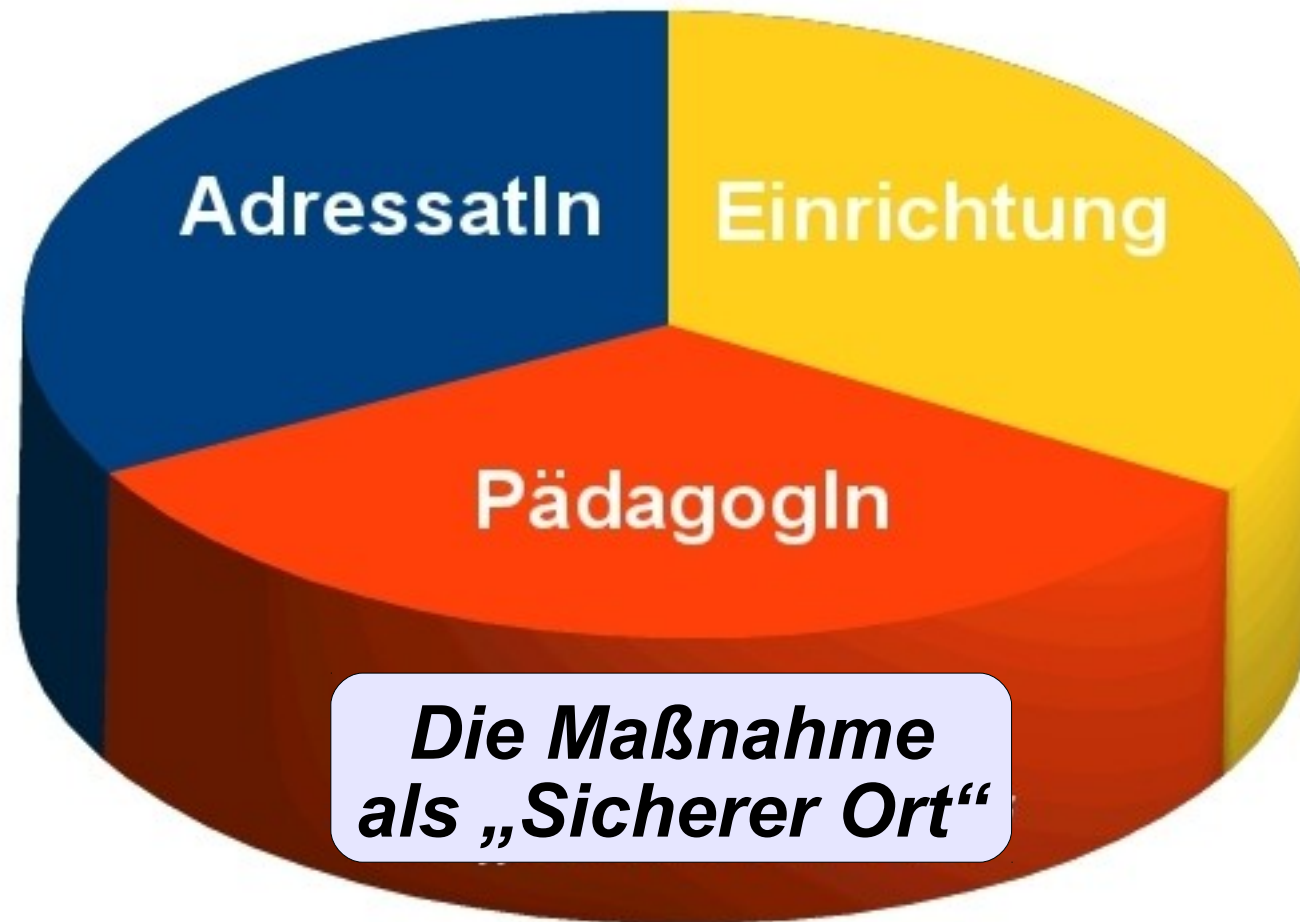 AdressatIn
Einrichtung
PädagogIn
Die Maßnahme
als „Sicherer Ort“